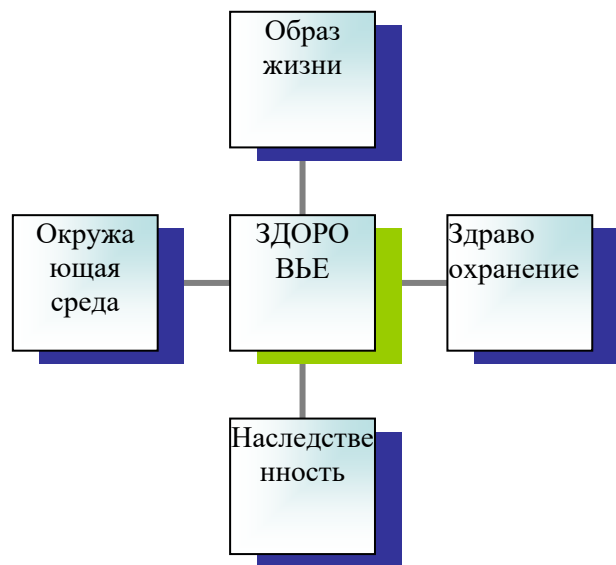 Образ
жизни
Окружа
ющая
среда
ЗДОРО
ВЬЕ
Здраво
охранение
Наследстве
нность